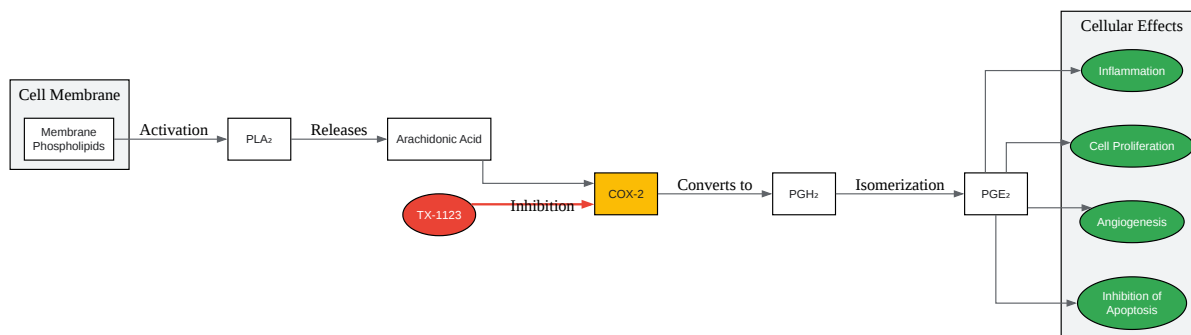 Cellular Effects
Inflammation
Cell Membrane
Membrane
Phospholipids
Activation
PLA₂
Releases
Arachidonic Acid
Cell Proliferation
TX-1123
Inhibition
COX-2
Converts to
PGH₂
Isomerization
PGE₂
Angiogenesis
Inhibition of
Apoptosis